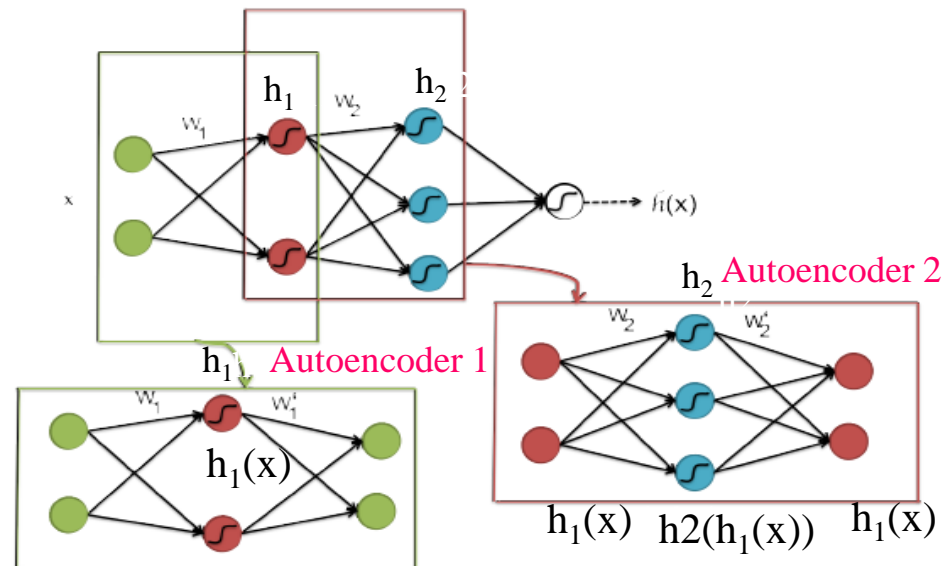 h₁
h₂
W₁
W₂
x
h(x)
h₂ Autoencoder 2
W₂
W₂'
h₁ Autoencoder 1
W₁
W₁'
h₁(x)
h₁(x)
h2(h₁(x))
h₁(x)